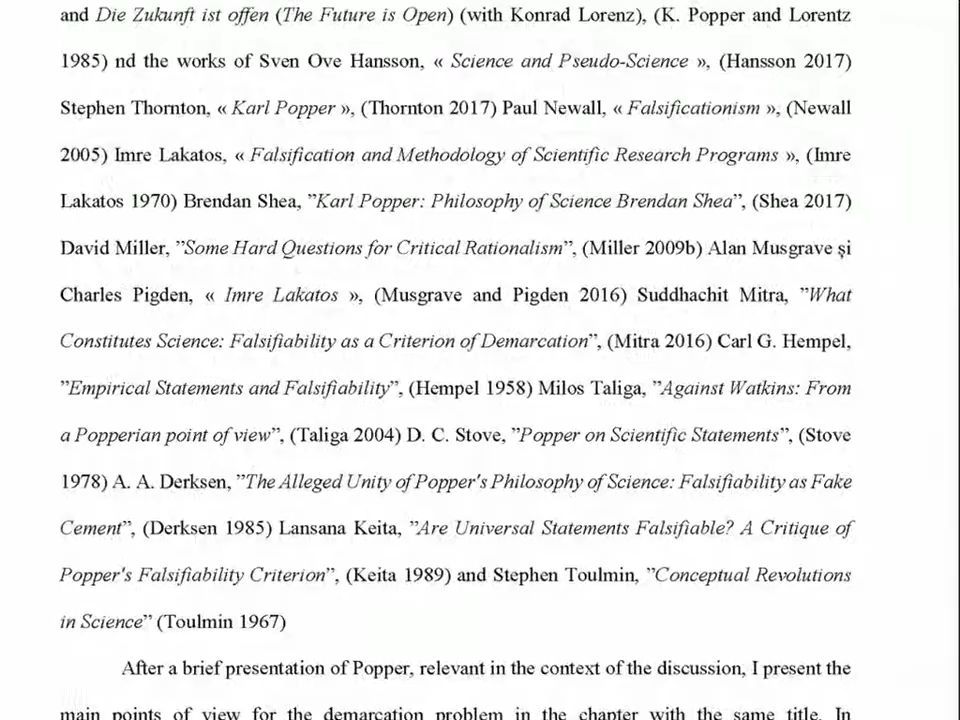 and Die Zukunft ist offen (The Future is Open) (with Konrad Lorenz), (K. Popper and Lorentz
1985) nd the works of Sven Ove Hansson, « Science and Pseudo-Science », (Hansson 2017)
Stephen Thornton, « Karl Popper », (Thornton 2017) Paul Newall, « Falsificationism », (Newall
2005) Imre Lakatos, « Falsification and Methodology of Scientific Research Programs », (Imre
Lakatos 1970) Brendan Shea, ”Karl Popper: Philosophy of Science Brendan Shea”, (Shea 2017)
David Miller, ”Some Hard Questions for Critical Rationalism”, (Miller 2009b) Alan Musgrave și
Charles Pigden, « Imre Lakatos », (Musgrave and Pigden 2016) Suddhachit Mitra, ”What
Constitutes Science: Falsifiability as a Criterion of Demarcation”, (Mitra 2016) Carl G. Hempel,
”Empirical Statements and Falsifiability”, (Hempel 1958) Milos Taliga, ”Against Watkins: From
a Popperian point of view”, (Taliga 2004) D. C. Stove, ”Popper on Scientific Statements”, (Stove
1978) A. A. Derksen, ”The Alleged Unity of Popper's Philosophy of Science: Falsifiability as Fake
Cement”, (Derksen 1985) Lansana Keita, ”Are Universal Statements Falsifiable? A Critique of
Popper's Falsifiability Criterion”, (Keita 1989) and Stephen Toulmin, ”Conceptual Revolutions
in Science” (Toulmin 1967)
After a brief presentation of Popper, relevant in the context of the discussion, I present the
main points of view for the demarcation problem in the chapter with the same title. In